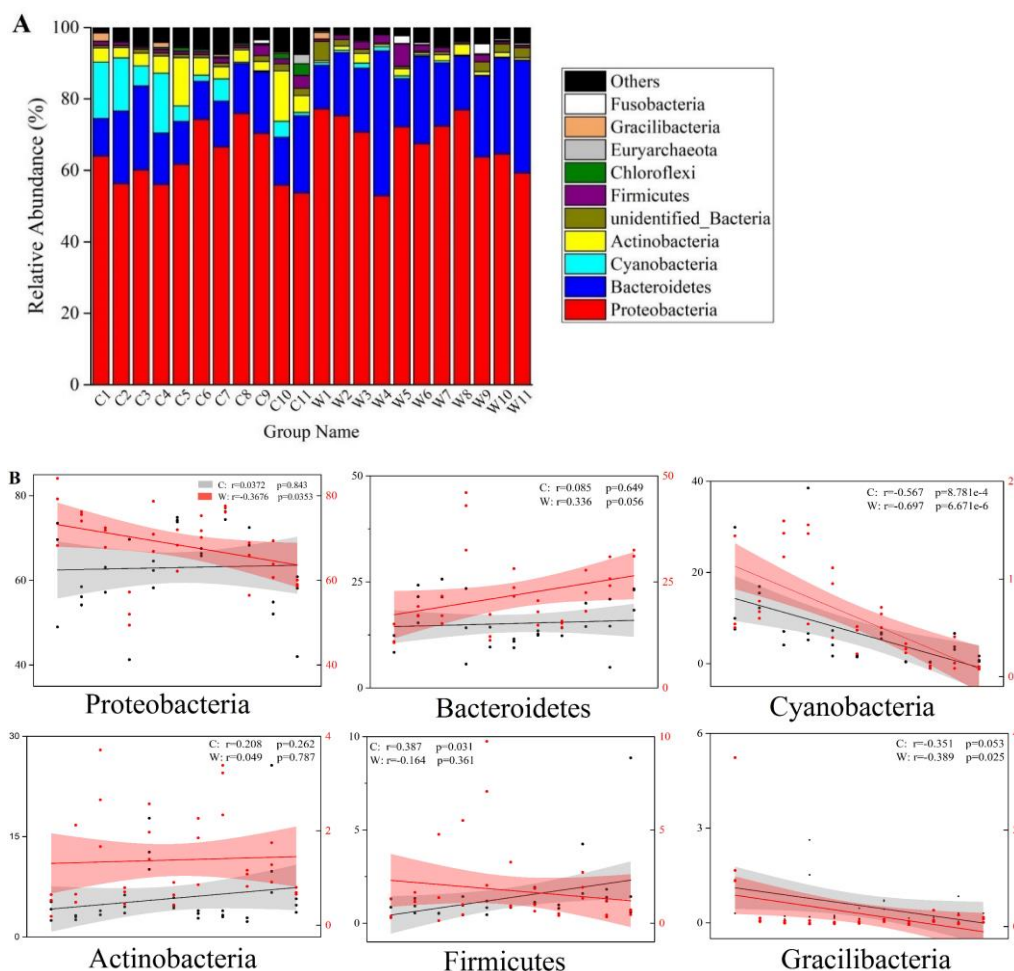 A
Relative Abundance (%)
100
80
60
40
20
0
C1 C2 C3 C4 C5 C6 C7 C8 C9 C10 C11 W1 W2 W3 W4 W5 W6 W7 W8 W9 W10 W11
Group Name
Others
Fusobacteria
Gracilibacteria
Euryarchaeota
Chloroflexi
Firmicutes
unidentified_Bacteria
Actinobacteria
Cyanobacteria
Bacteroidetes
Proteobacteria
B
80
60
40
C: r=0.0372 p=0.843
W: r=-0.3676 p=0.0353
80
60
40
Proteobacteria
50
25
0
C: r=0.085 p=0.649
W: r=0.336 p=0.056
50
25
0
Bacteroidetes
40
20
0
C: r=-0.567 p=8.781e-4
W: r=-0.697 p=6.671e-6
2
1
0
Cyanobacteria
30
15
0
C: r=0.208 p=0.262
W: r=0.049 p=0.787
4
2
0
Actinobacteria
10
5
0
C: r=0.387 p=0.031
W: r=-0.164 p=0.361
10
5
0
Firmicutes
6
3
0
C: r=-0.351 p=0.053
W: r=-0.389 p=0.025
6
3
0
Gracilibacteria